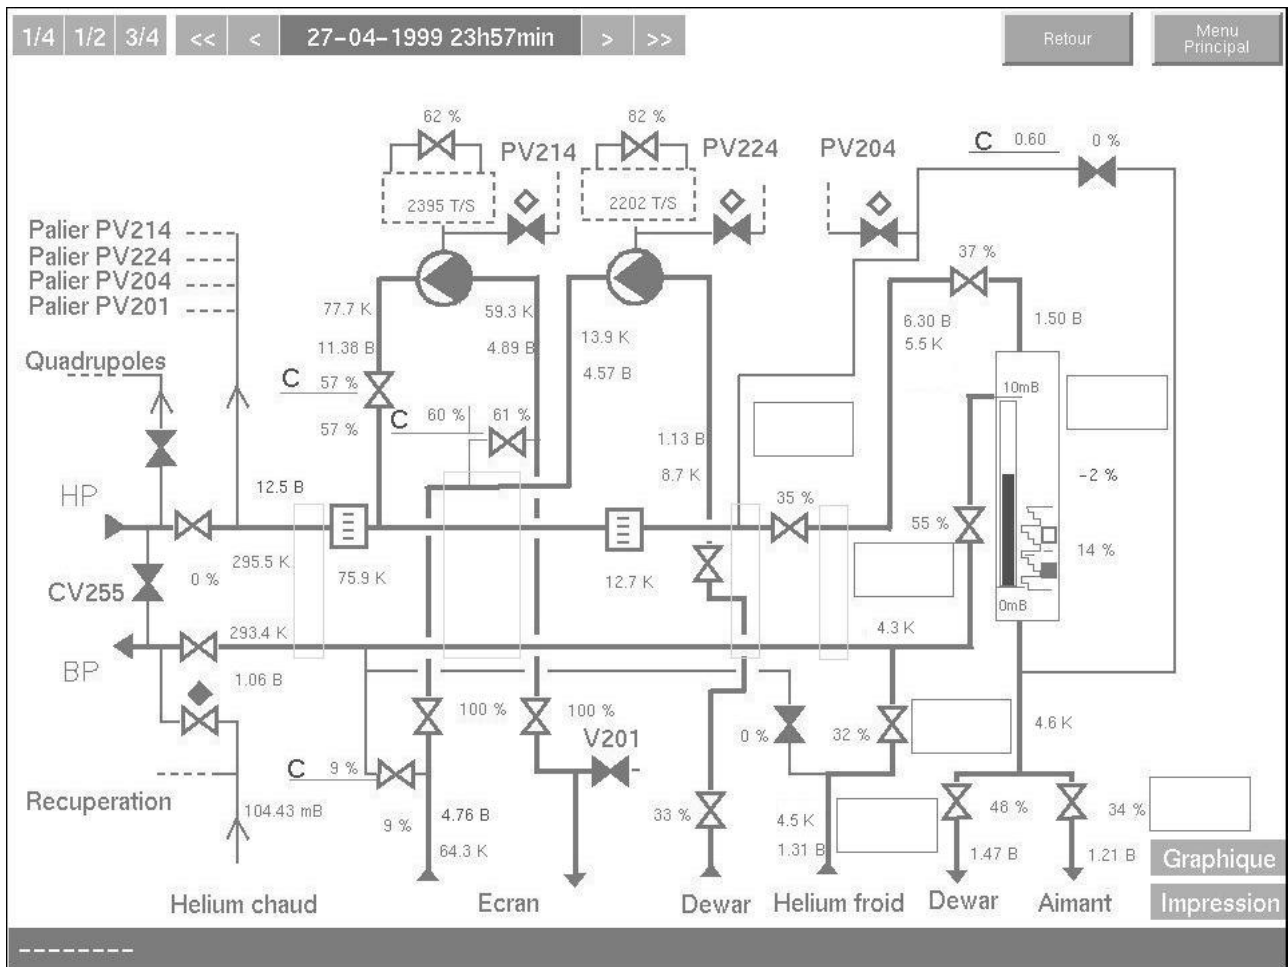 1/4 1/2 3/4 << < 27-04-1999 23h57min > >> Retour Menu Principal
62 % 82 % C 0.60 0 %
PV214 PV224 PV204
2395 T/S 2202 T/S
Palier PV214
Palier PV224
Palier PV204
Palier PV201
37 %
77.7 K 59.3 K 13.9 K 6.30 B 1.50 B
11.38 B 4.89 B 4.57 B 5.5 K
Quadrupoles
C 57 % 10mB
57 % C 60 % 61 % 1.13 B
8.7 K -2 %
HP 12.5 B 35 % 55 %
295.5 K 14 %
CV255 0 % 75.9 K 12.7 K
0mB
293.4 K 4.3 K
BP 1.06 B
100 % 100 % 0 % 32 % 4.6 K
V201
C 9 %
Recuperation 104.43 mB 9 % 4.76 B 33 % 4.5 K 48 % 34 %
64.3 K 1.31 B 1.47 B 1.21 B
Graphique
Helium chaud Ecran Dewar Helium froid Dewar Aimant Impression
--------